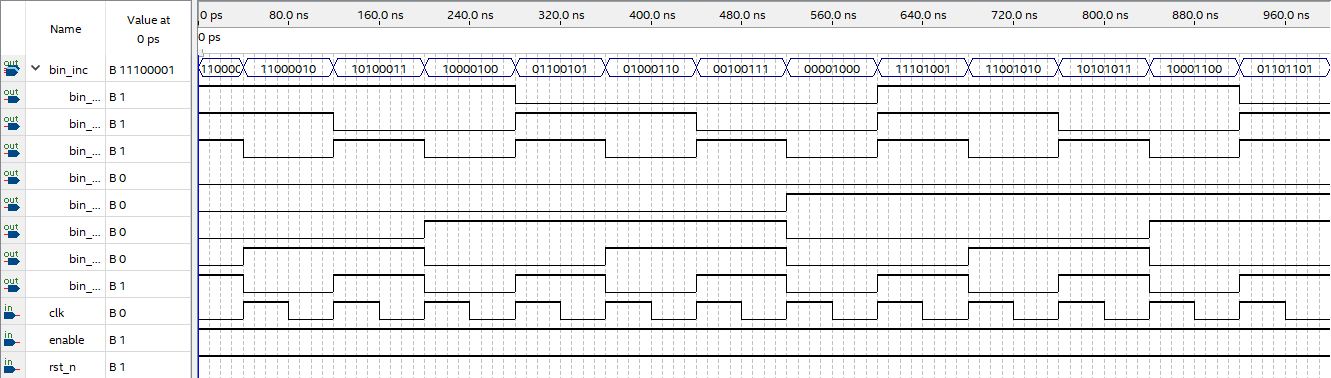 Name
Value at
0 ps
0 ps 80.0 ns 160.0 ns 240.0 ns 320.0 ns 400.0 ns 480.0 ns 560.0 ns 640.0 ns 720.0 ns 800.0 ns 880.0 ns 960.0 ns
0 ps
out bin_inc B 11100001 11000010 10100011 10000100 01100101 01000110 00100111 00001000 11101001 11001010 10101011 10001100 01101101
out bin_... B 1
out bin_... B 1
out bin_... B 1
out bin_... B 0
out bin_... B 0
out bin_... B 0
out bin_... B 0
out bin_... B 1
in clk B 0
in enable B 1
in rst_n B 1